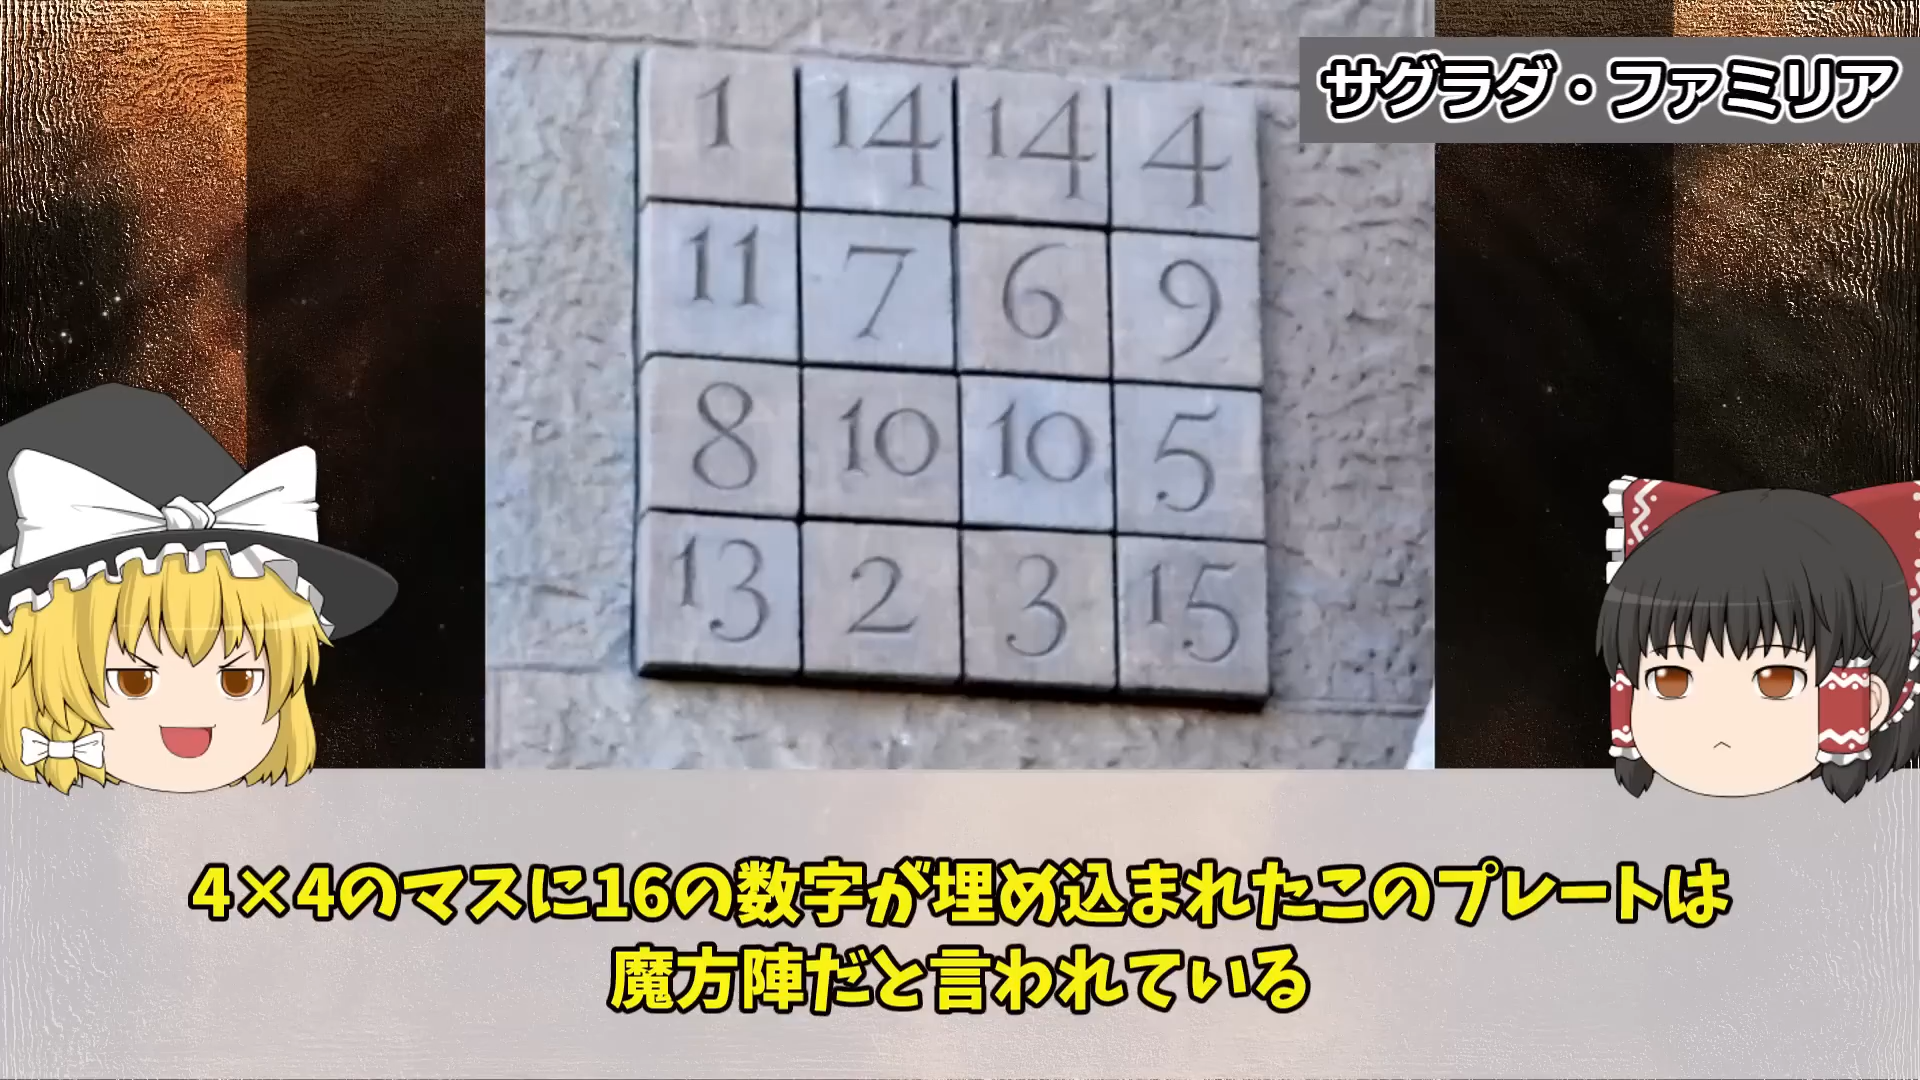 サグラダ・ファミリア
1 14 14 4
11 7 6 9
8 10 10 5
13 2 3 15
4×4のマスに16の数字が埋め込まれたこのプレートは
魔方陣だと言われている